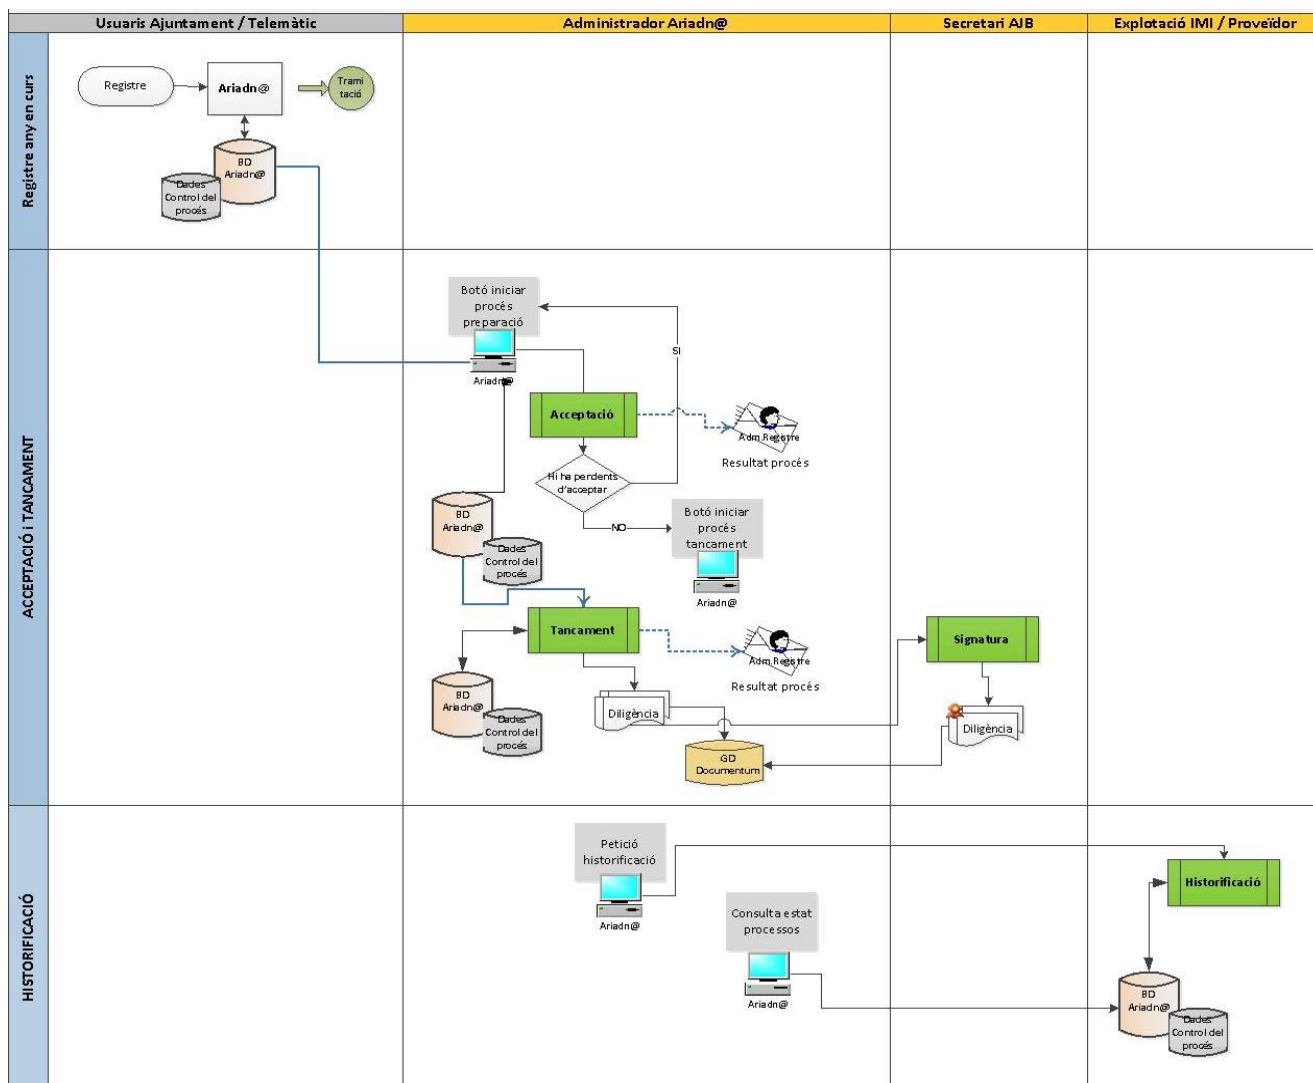 Usuaris Ajuntament / Telemàtic
Administrador Ariadn@
Secretari AJB
Explotació IMI / Proveïdor
Registre any en curs
Registre
Ariadn@
Trami
tació
BD
Ariadn@
Dades
Control del
procés
ACCEPTACIÓ i TANCAMENT
Botó iniciar
procés
preparació
Ariadn@
SI
Acceptació
Adm.Registre
Resultat procés
Hi ha pendents
d'acceptar
NO
Botó iniciar
procés
tancament
Ariadn@
BD
Ariadn@
Dades
Control del
procés
Tancament
Adm.Registre
Resultat procés
Signatura
BD
Ariadn@
Dades
Control del
procés
Diligència
Diligència
GD
Documentum
HISTORIFICACIÓ
Petició
historificació
Ariadn@
Historificació
Consulta estat
processos
Ariadn@
BD
Ariadn@
Dades
Control del
procés